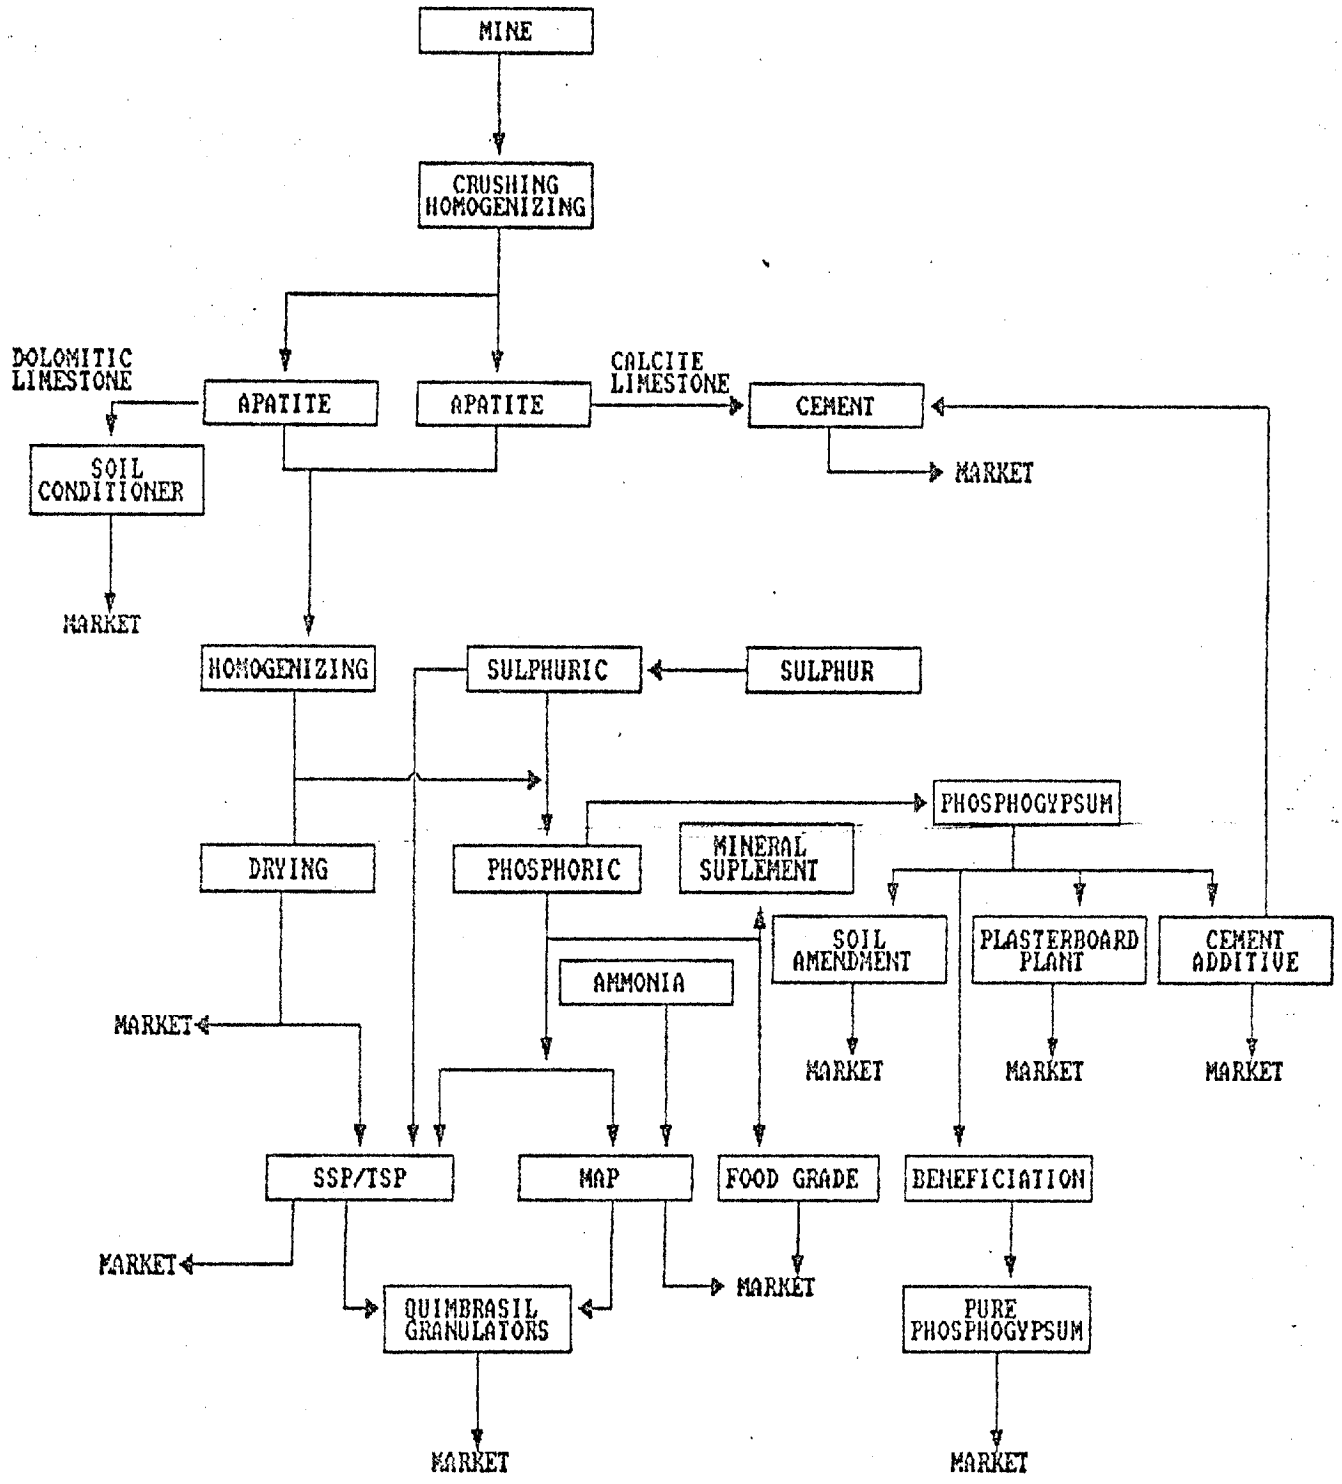 MINE
CRUSHING
HOMOGENIZING
DOLOMITIC
LIMESTONE
APATITE
APATITE
CALCITE
LIMESTONE
CEMENT
SOIL
CONDITIONER
MARKET
MARKET
HOMOGENIZING
SULPHURIC
SULPHUR
PHOSPHOGYPSUM
DRYING
PHOSPHORIC
MINERAL
SUPLEMENT
SOIL
AMENDMENT
PLASTERBOARD
PLANT
CEMENT
ADDITIVE
AMMONIA
MARKET
MARKET
MARKET
MARKET
SSP/TSP
MAP
FOOD GRADE
BENEFICIATION
MARKET
MARKET
QUIMBRASIL
GRANULATORS
PURE
PHOSPHOGYPSUM
MARKET
MARKET